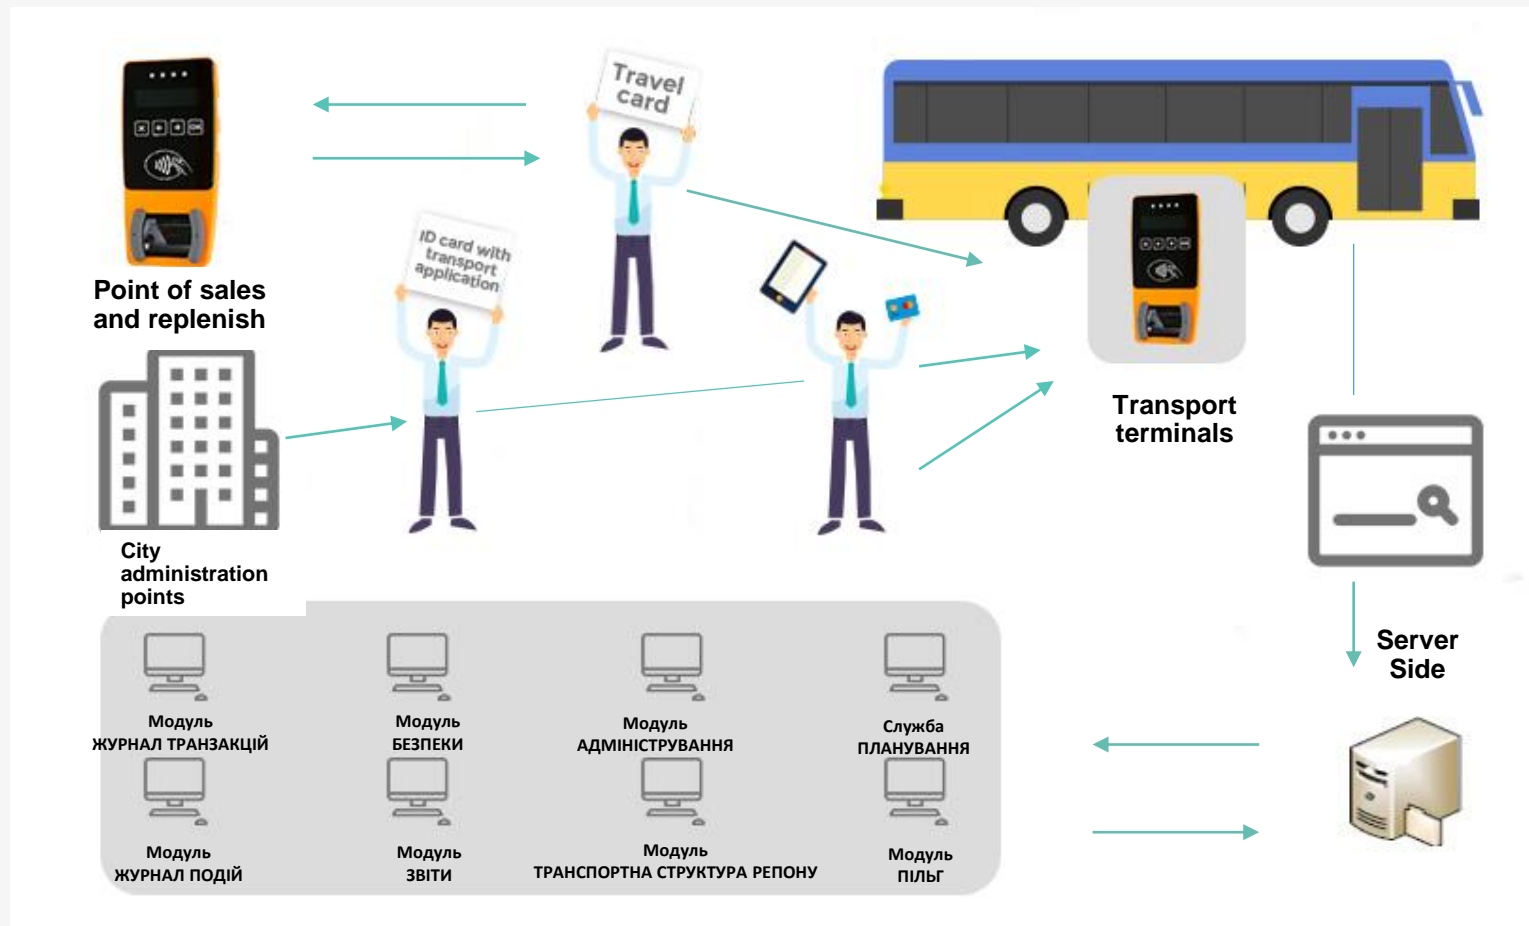 Travel
card
ID card with
transport
application
Point of sales
and replenish
Transport
terminals
City
administration
points
Server
Side
Модуль
ЖУРНАЛ ТРАНЗАКЦІЙ
Модуль
БЕЗПЕКИ
Модуль
АДМІНІСТРУВАННЯ
Служба
ПЛАНУВАННЯ
Модуль
ЖУРНАЛ ПОДІЙ
Модуль
ЗВІТИ
Модуль
ТРАНСПОРТНА СТРУКТУРА РЕПОНУ
Модуль
ПІЛЬГ